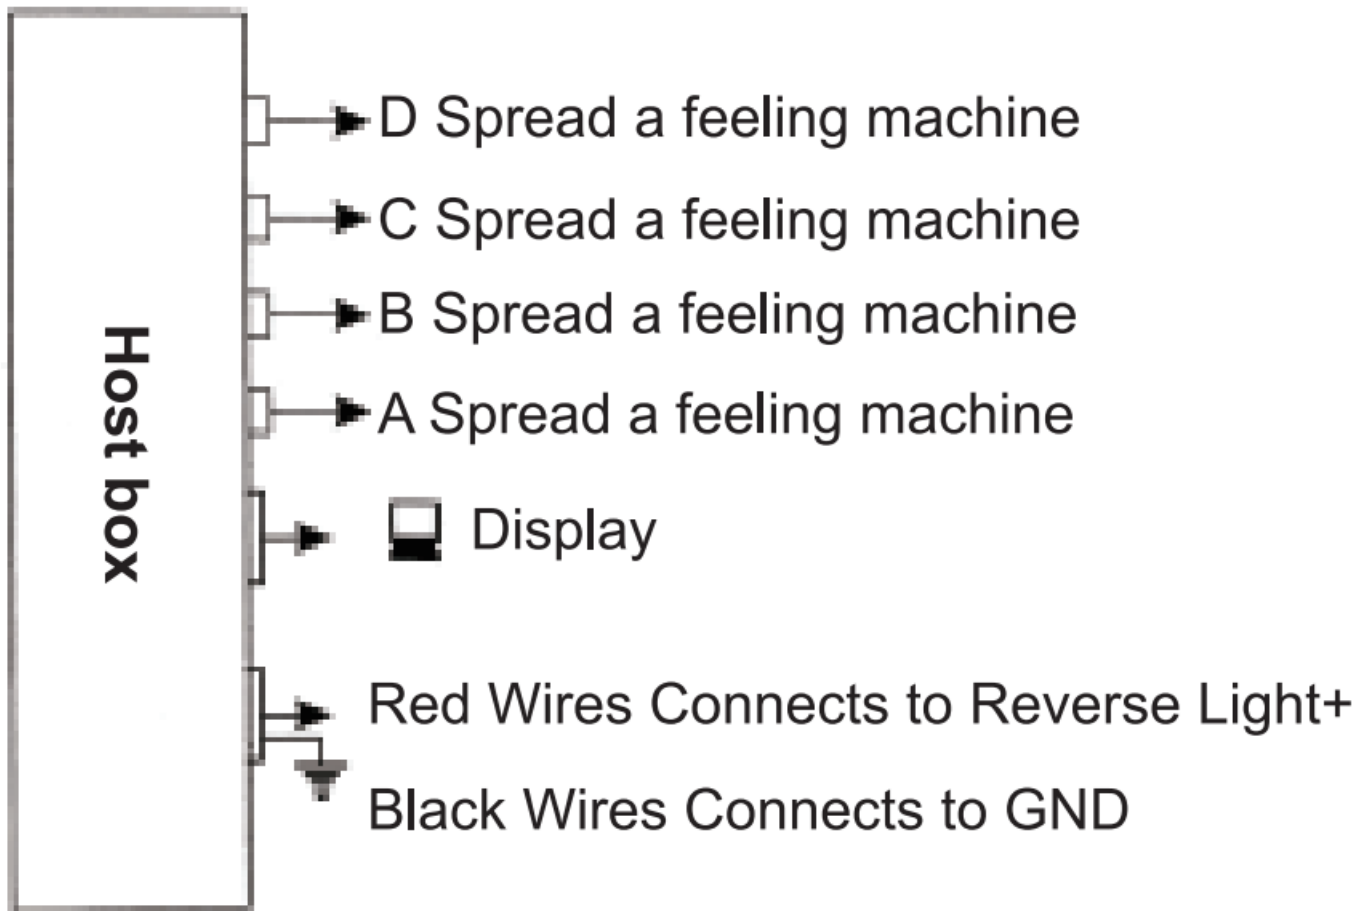 D Spread a feeling machine
C Spread a feeling machine
B Spread a feeling machine
A Spread a feeling machine
Host box
Display
Red Wires Connects to Reverse Light+
Black Wires Connects to GND